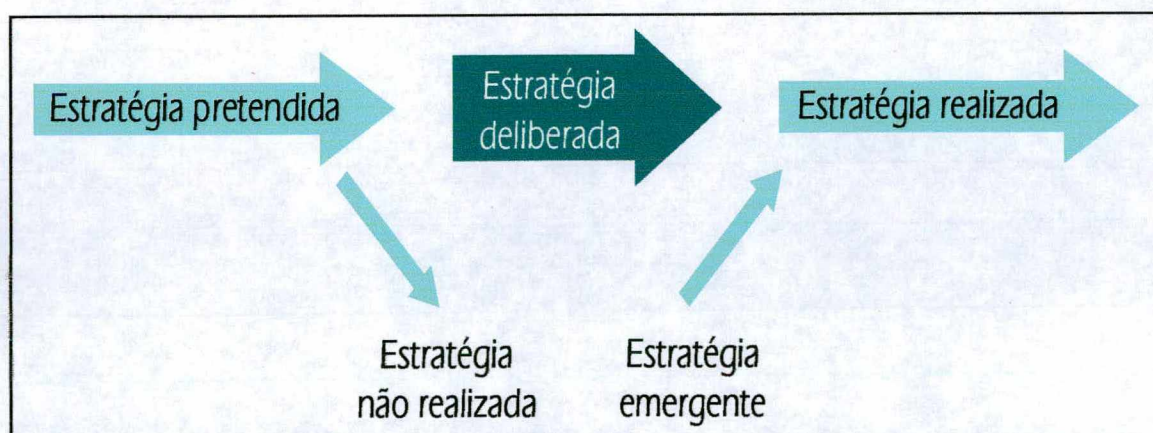 Estratégia pretendida
Estratégia
deliberada
Estratégia realizada
Estratégia
não realizada
Estratégia
emergente